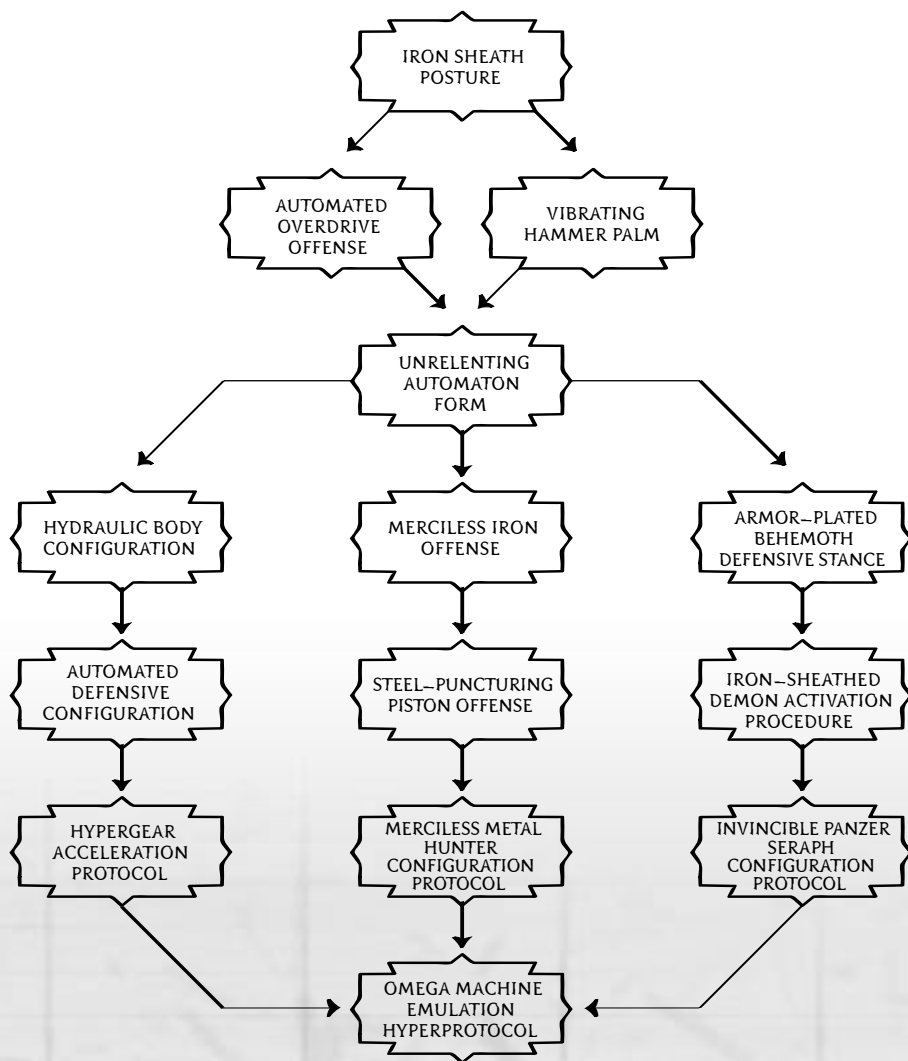 IRON SHEATH
POSTURE
AUTOMATED
OVERDRIVE
OFFENSE
VIBRATING
HAMMER PALM
UNRELENTING
AUTOMATON
FORM
HYDRAULIC BODY
CONFIGURATION
MERCILESS IRON
OFFENSE
ARMOR–PLATED
BEHEMOTH
DEFENSIVE STANCE
AUTOMATED
DEFENSIVE
CONFIGURATION
STEEL–PUNCTURING
PISTON OFFENSE
IRON–SHEATHED
DEMON ACTIVATION
PROCEDURE
HYPERGEAR
ACCELERATION
PROTOCOL
MERCILESS METAL
HUNTER
CONFIGURATION
PROTOCOL
INVINCIBLE PANZER
SERAPH
CONFIGURATION
PROTOCOL
OMEGA MACHINE
EMULATION
HYPERPROTOCOL